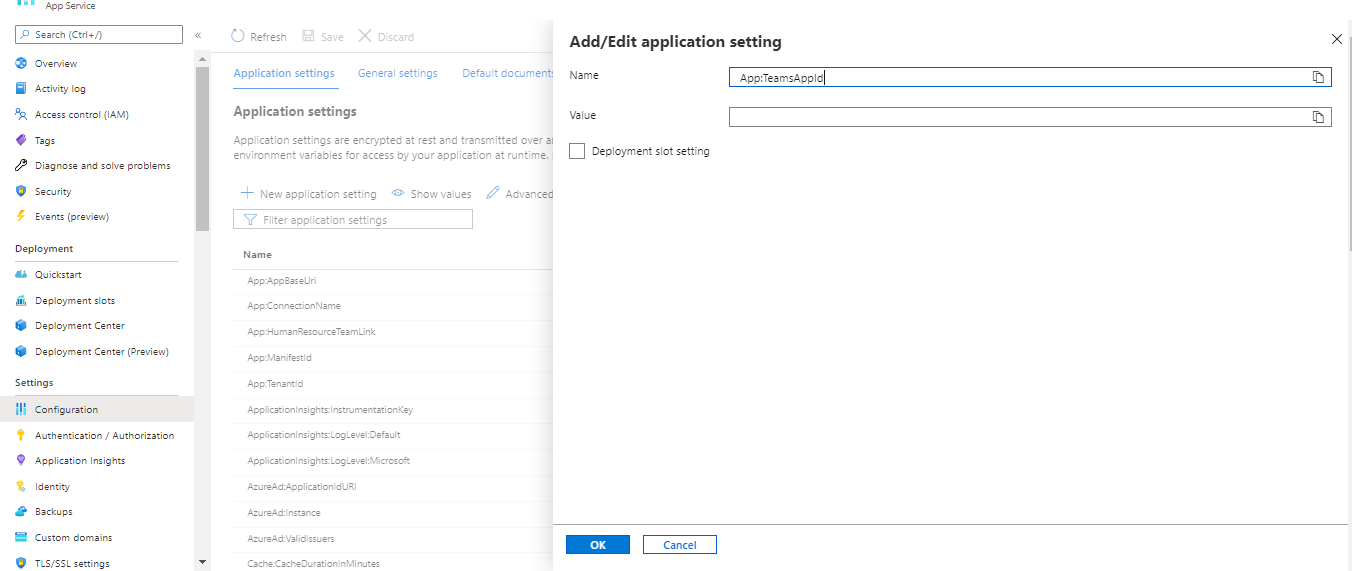 App Service
Search (Ctrl+/)
«
Overview
Activity log
Access control (IAM)
Tags
Diagnose and solve problems
Security
Events (preview)
Deployment
Quickstart
Deployment slots
Deployment Center
Deployment Center (Preview)
Settings
Configuration
Authentication / Authorization
Application Insights
Identity
Backups
Custom domains
TLS/SSL settings
Refresh Save Discard
Application settings General settings Default documents
Application settings
Application settings are encrypted at rest and transmitted over an
environment variables for access by your application at runtime.
New application setting Show values Advanced
Filter application settings
Name
App:AppBaseUri
App:ConnectionName
App:HumanResourceTeamLink
App:ManifestId
App:TenantId
ApplicationInsights:InstrumentationKey
ApplicationInsights:LogLevel:Default
ApplicationInsights:LogLevel:Microsoft
AzureAd:ApplicationIdURI
AzureAd:Instance
AzureAd:ValidIssuers
Cache:CacheDurationInMinutes
Add/Edit application setting
Name
App:TeamsAppId
Value
Deployment slot setting
OK
Cancel